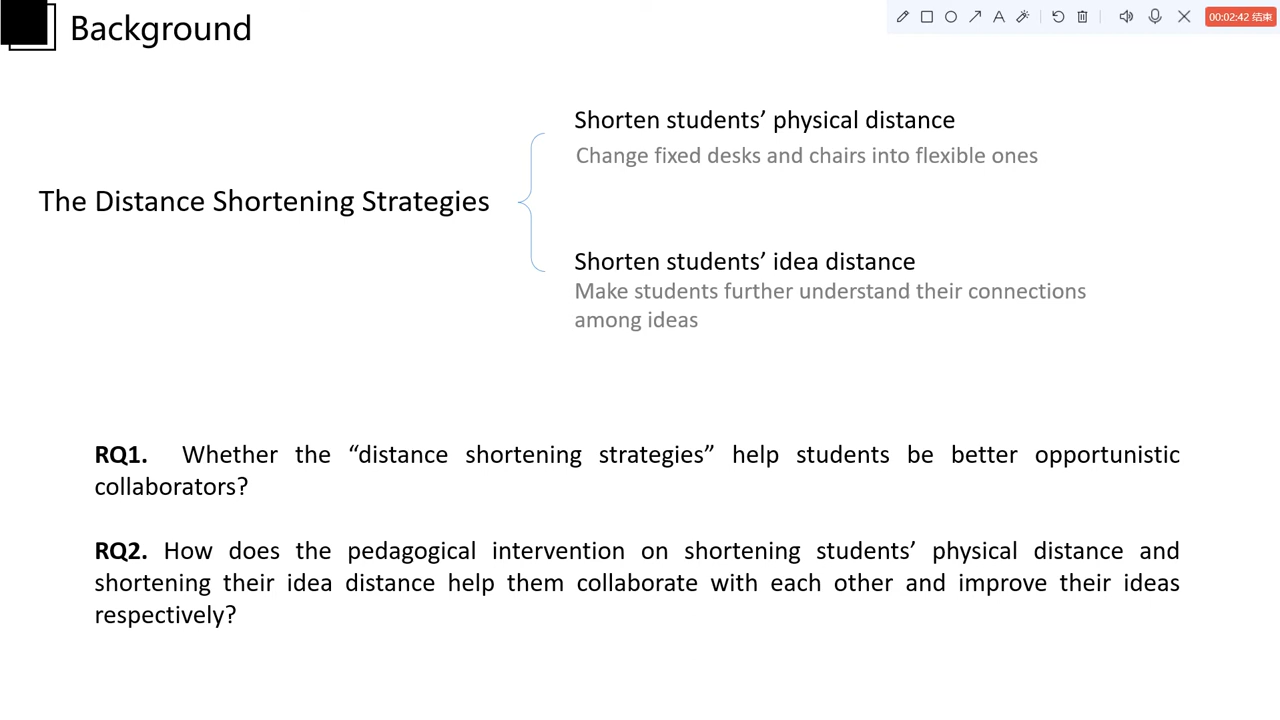 Background
00:02:42 结束
Shorten students’ physical distance
Change fixed desks and chairs into flexible ones
The Distance Shortening Strategies
Shorten students’ idea distance
Make students further understand their connections
among ideas
RQ1. Whether the “distance shortening strategies” help students be better opportunistic
collaborators?
RQ2. How does the pedagogical intervention on shortening students’ physical distance and
shortening their idea distance help them collaborate with each other and improve their ideas
respectively?